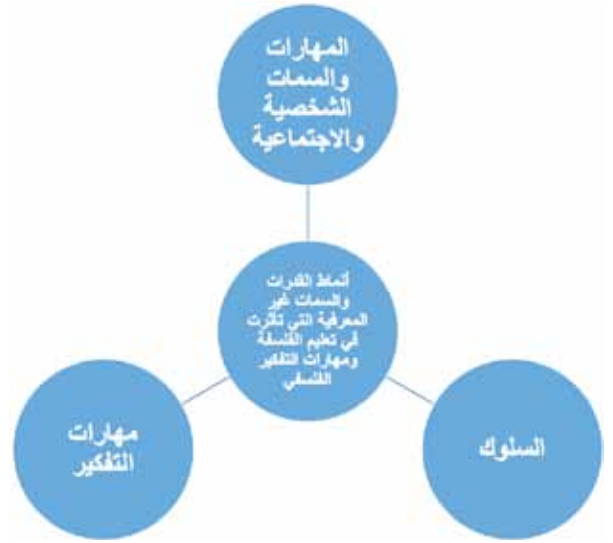 المهارات
والسمات
الشخصية
والاجتماعية
أنماط القدرات
والسمات غير
المعرفية التي تأثرت
في تعليم الفلسفة
ومهارات التفكير
الفلسفي
السلوك
مهارات
التفكير